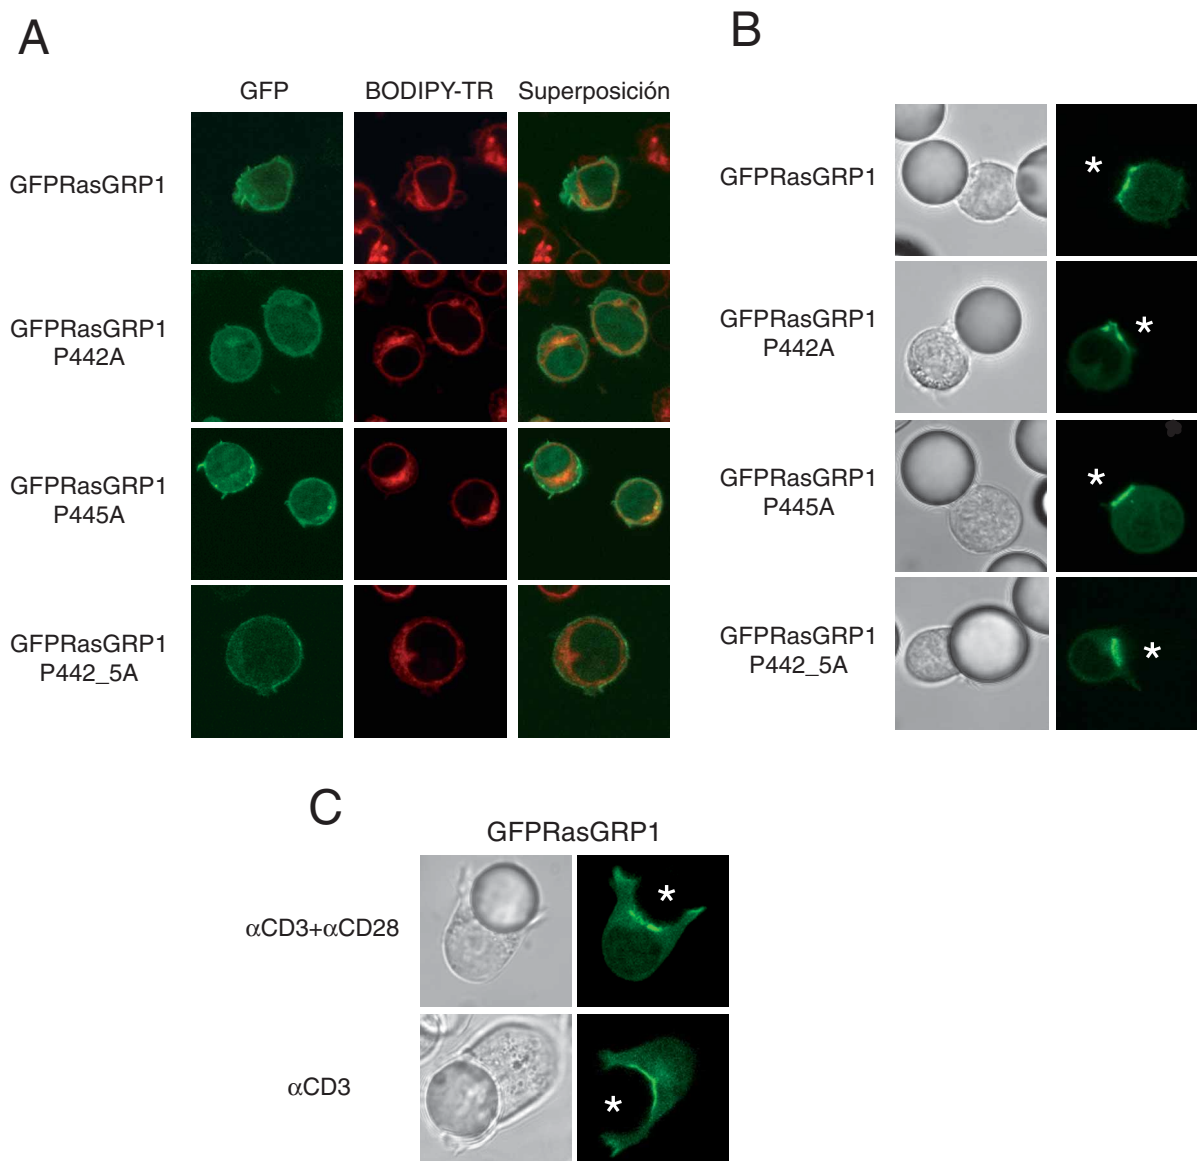 A
GFP BODIPY-TR Superposición
GFPRasGRP1
GFPRasGRP1
P442A
GFPRasGRP1
P445A
GFPRasGRP1
P442_5A
B
GFPRasGRP1
*
GFPRasGRP1
P442A
*
GFPRasGRP1
P445A
*
GFPRasGRP1
P442_5A
*
C
GFPRasGRP1
αCD3+αCD28
*
αCD3
*